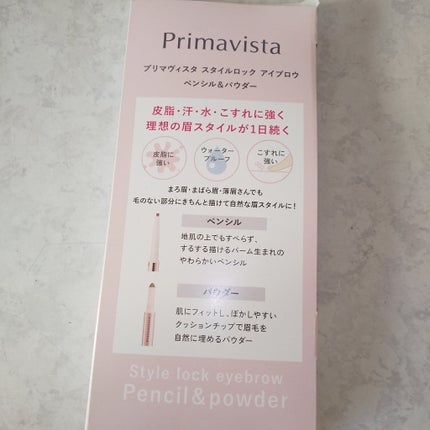 Primavista
プリマヴィスタ スタイルロック アイブロウ
ペンシル&パウダー
皮脂・汗・水・こすれに強く
理想の眉スタイルが1日続く
皮脂に
強い
ウォーター
プルーフ
こすれに
強い
まろ眉・まばら眉・薄眉さんでも
毛のない部分にきちんと描けて自然な眉スタイルに!
ペンシル
地肌の上でもすべらず、
するする描けるバーム生まれの
やわらかいペンシル
パウダー
肌にフィットし、ぼかしやすい
クッションチップで眉毛を
自然に埋めるパウダー
Style lock eyebrow
Pencil&powder